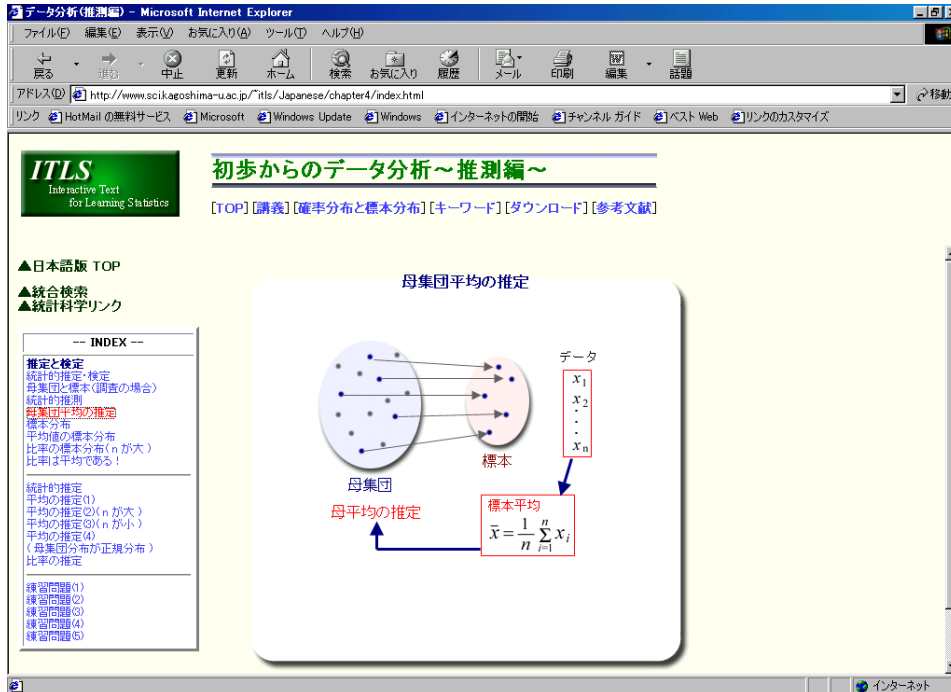 データ分析(推測編) - Microsoft Internet Explorer
ファイル(F) 編集(E) 表示(V) お気に入り(A) ツール(T) ヘルプ(H)
戻る 進む 中止 更新 ホーム 検索 お気に入り 履歴 メール 印刷 編集 話題
アドレス(D) http://www.sci.kagoshima-u.ac.jp/~itls/Japanese/chapter4/index.html 移動
リンク HotMail の無料サービス Microsoft Windows Update Windows インターネットの開始 チャンネル ガイド ベスト Web リンクのカスタマイズ
ITLS
Interactive Text
for Learning Statistics
初歩からのデータ分析~推測編~
[TOP] [講義] [確率分布と標本分布] [キーワード] [ダウンロード] [参考文献]
▲日本語版 TOP
▲統合検索
▲統計科学リンク
-- INDEX --
推定と検定
統計的推定・検定
母集団と標本(調査の場合)
統計的推測
母集団平均の推定
標本分布
平均値の標本分布
比率の標本分布(n が大)
比率は平均である!
統計的推定
平均の推定(1)
平均の推定(2)(n が大)
平均の推定(3)(n が小)
平均の推定(4)
(母集団分布が正規分布)
比率の推定
練習問題(1)
練習問題(2)
練習問題(3)
練習問題(4)
練習問題(5)
母集団平均の推定
データ
x₁
x₂
・
・
・
xₙ
標本
母集団
母平均の推定
標本平均
x̄ = 1/n Σⁿᵢ₌₁ xᵢ
インターネット